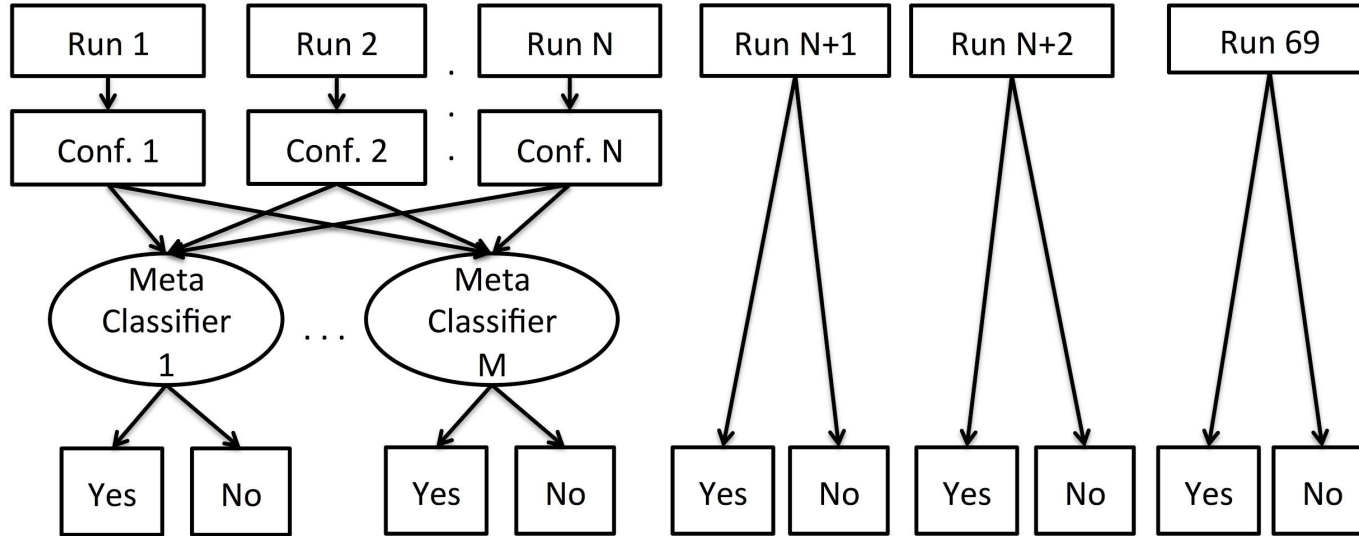 Run 1
Run 2
.
Run N
Run N+1
Run N+2
Run 69
Conf. 1
Conf. 2
.
.
Conf. N
Meta
Classifier
1
. . .
Meta
Classifier
M
Yes
No
Yes
No
Yes
No
Yes
No
Yes
No